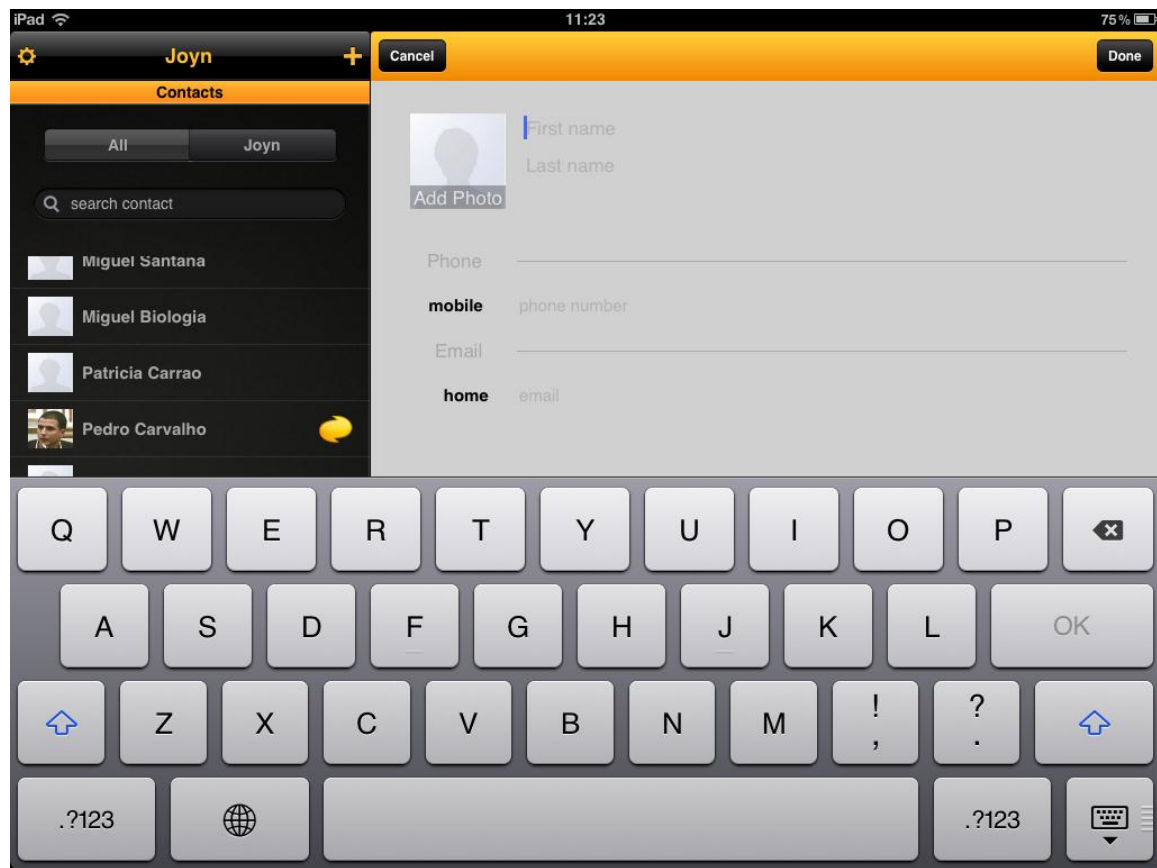 iPad 11:23 75%
Joyn
Contacts
All Joyn
search contact
Miguel Santana
Miguel Biologia
Patricia Carrao
Pedro Carvalho
Cancel Done
First name
Last name
Add Photo
Phone
mobile phone number
Email
home email
Q W E R T Y U I O P
A S D F G H J K L OK
Z X C V B N M ! , ? .
.?123 .?123